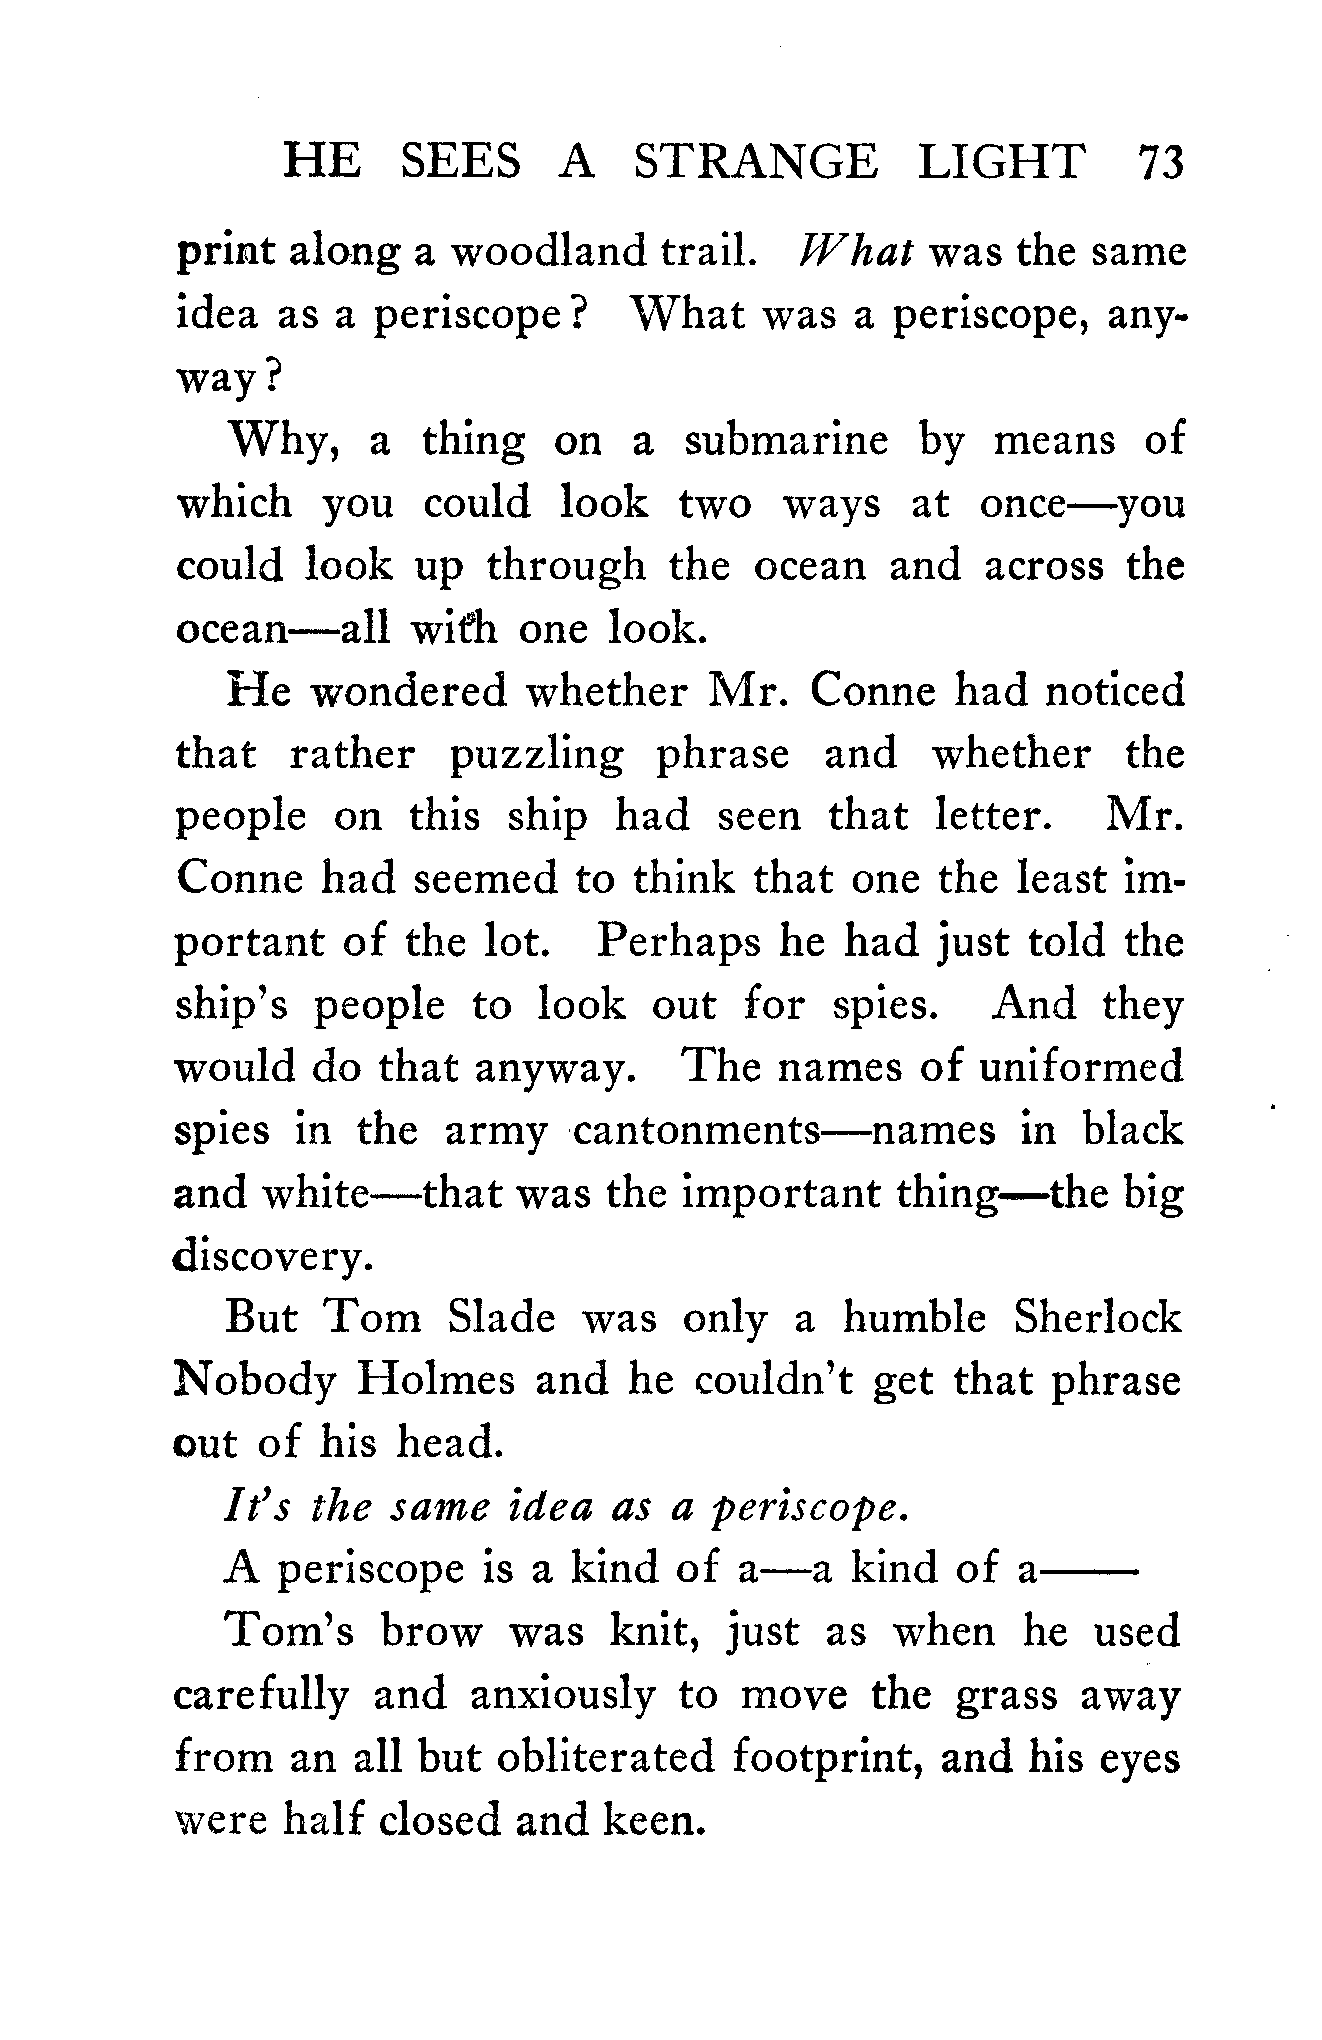 HE SEES A STRANGE LIGHT 73
print along a woodland trail. What was the same
idea as a periscope? What was a periscope, any-
way?
Why, a thing on a submarine by means of
which you could look two ways at once—you
could look up through the ocean and across the
ocean—all with one look.
He wondered whether Mr. Conne had noticed
that rather puzzling phrase and whether the
people on this ship had seen that letter. Mr.
Conne had seemed to think that one the least im-
portant of the lot. Perhaps he had just told the
ship's people to look out for spies. And they
would do that anyway. The names of uniformed
spies in the army cantonments—names in black
and white—that was the important thing—the big
discovery.
But Tom Slade was only a humble Sherlock
Nobody Holmes and he couldn't get that phrase
out of his head.
It's the same idea as a periscope.
A periscope is a kind of a—a kind of a——
Tom's brow was knit, just as when he used
carefully and anxiously to move the grass away
from an all but obliterated footprint, and his eyes
were half closed and keen.